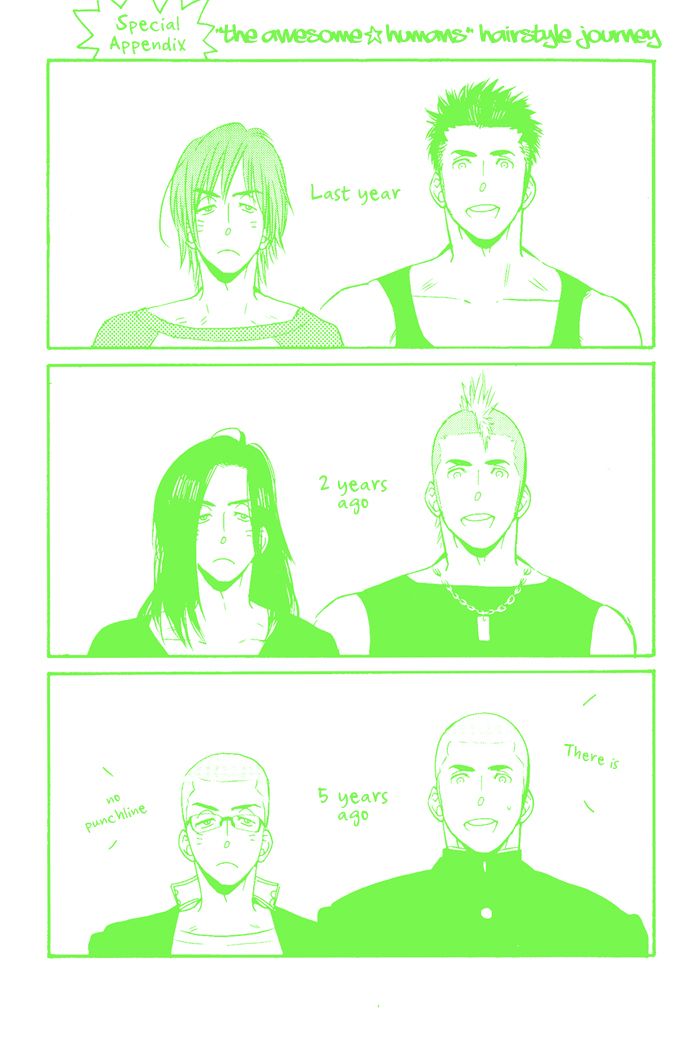 Special
Appendix
"the awesome☆humans" hairstyle journey
Last year
2 years
ago
5 years
ago
There is
no
punchline